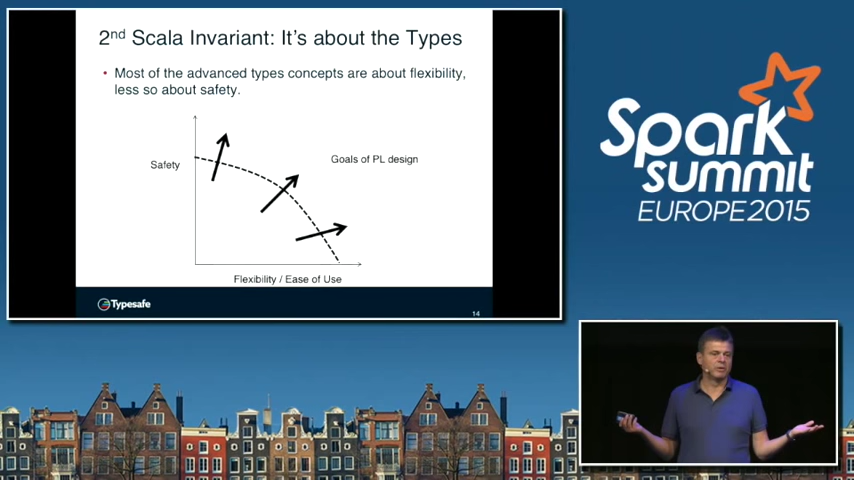 2nd Scala Invariant: It's about the Types
• Most of the advanced types concepts are about flexibility,
less so about safety.
Safety
Goals of PL design
Flexibility / Ease of Use
Typesafe
14
Spark
summit
EUROPE 2015